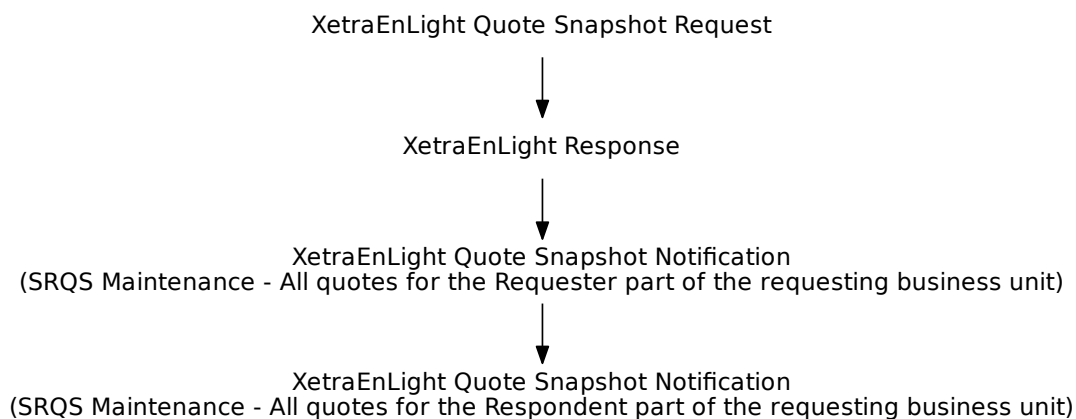 XetraEnLight Quote Snapshot Request
XetraEnLight Response
XetraEnLight Quote Snapshot Notification
(SRQS Maintenance - All quotes for the Requester part of the requesting business unit)
XetraEnLight Quote Snapshot Notification
(SRQS Maintenance - All quotes for the Respondent part of the requesting business unit)